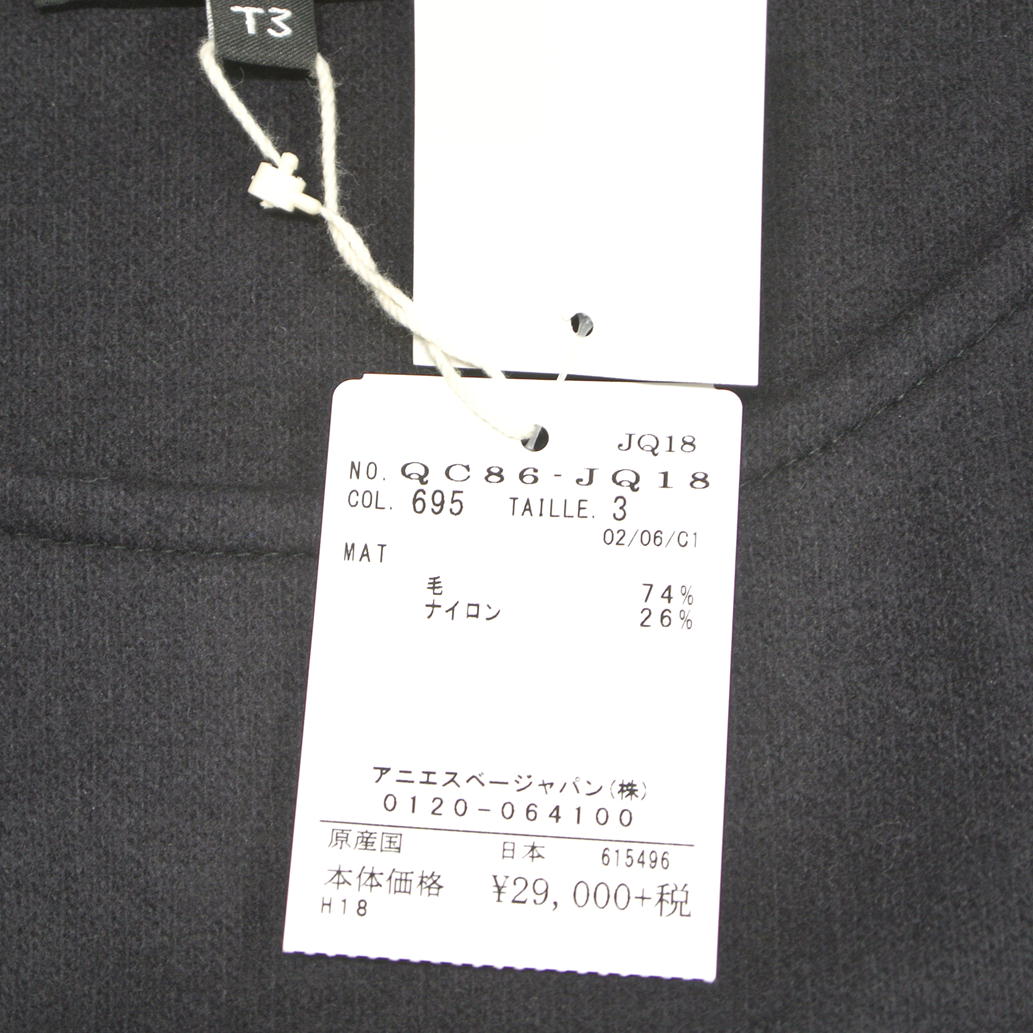 T3
JQ18
NO. QC86-JQ18
COL. 695 TAILLE. 3
02/06/C1
MAT
毛 74%
ナイロン 26%
アニエスベージャパン(株)
0120-064100
原産国 日本 615496
本体価格 ¥29,000+税
H18